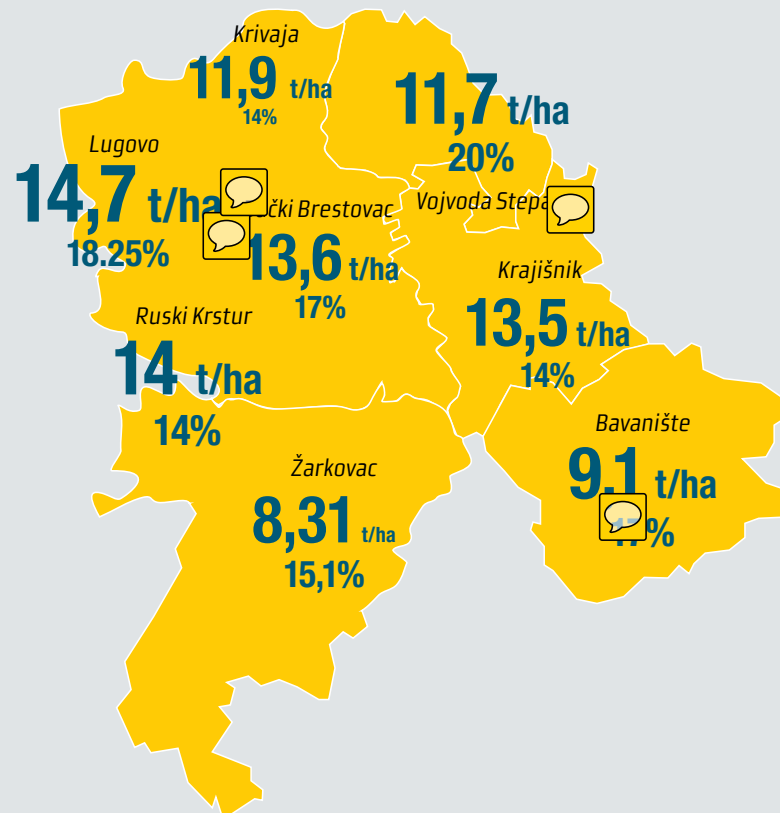 Krivaja
11,9 t/ha
14%
11,7 t/ha
20%
Lugovo
14,7 t/ha
18.25%
Brestovac
13,6 t/ha
17%
Vojvoda
Krajišnik
13,5 t/ha
14%
Ruski Krstur
14 t/ha
14%
Bavanište
9,1 t/ha
%
Žarkovac
8,31 t/ha
15,1%